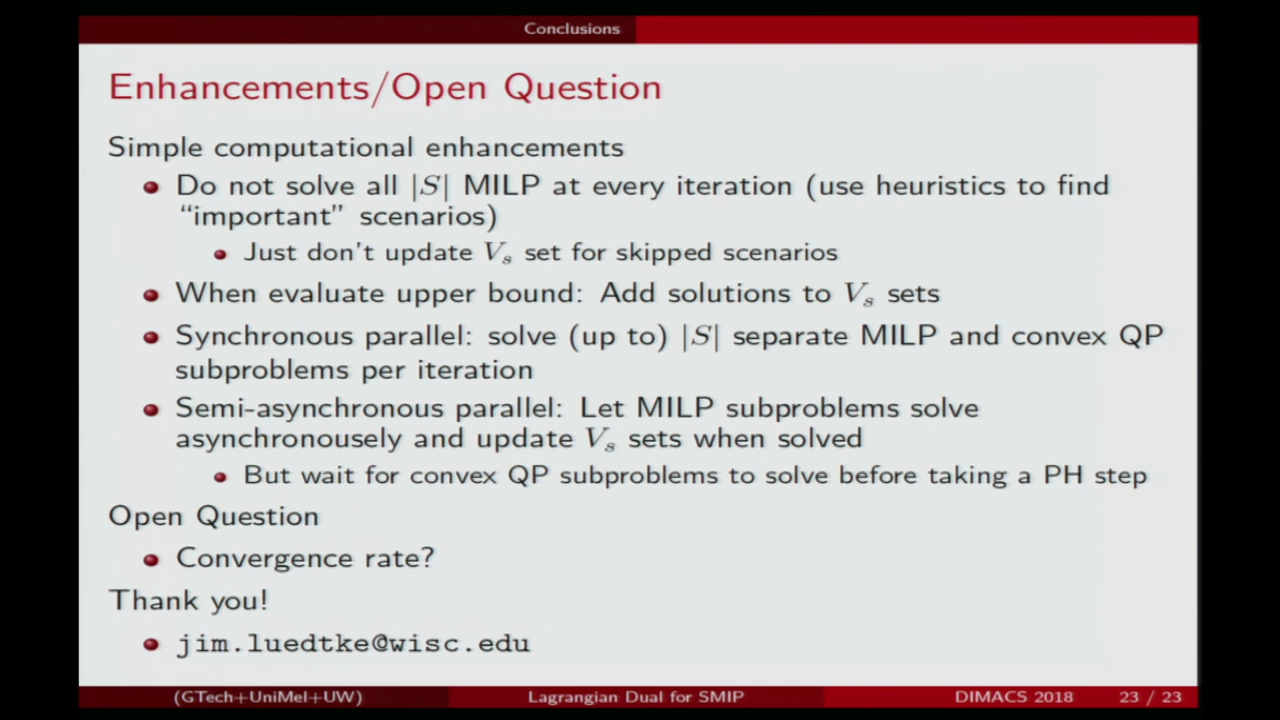 Conclusions
Enhancements/Open Question
Simple computational enhancements
Do not solve all |S| MILP at every iteration (use heuristics to find
“important” scenarios)
Just don't update Vₛ set for skipped scenarios
When evaluate upper bound: Add solutions to Vₛ sets
Synchronous parallel: solve (up to) |S| separate MILP and convex QP
subproblems per iteration
Semi-asynchronous parallel: Let MILP subproblems solve
asynchronousely and update Vₛ sets when solved
But wait for convex QP subproblems to solve before taking a PH step
Open Question
Convergence rate?
Thank you!
jim.luedtke@wisc.edu
(GTech+UniMel+UW) Lagrangian Dual for SMIP DIMACS 2018 23 / 23